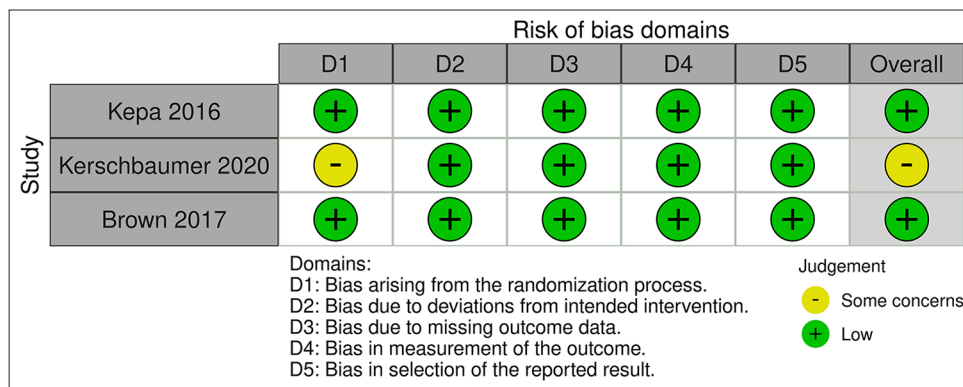 Risk of bias domains
D1 D2 D3 D4 D5 Overall
Study
Kepa 2016 + + + + + +
Kerschbaumer 2020 - + + + + -
Brown 2017 + + + + + +
Domains:
D1: Bias arising from the randomization process.
D2: Bias due to deviations from intended intervention.
D3: Bias due to missing outcome data.
D4: Bias in measurement of the outcome.
D5: Bias in selection of the reported result.
Judgement
- Some concerns
+ Low